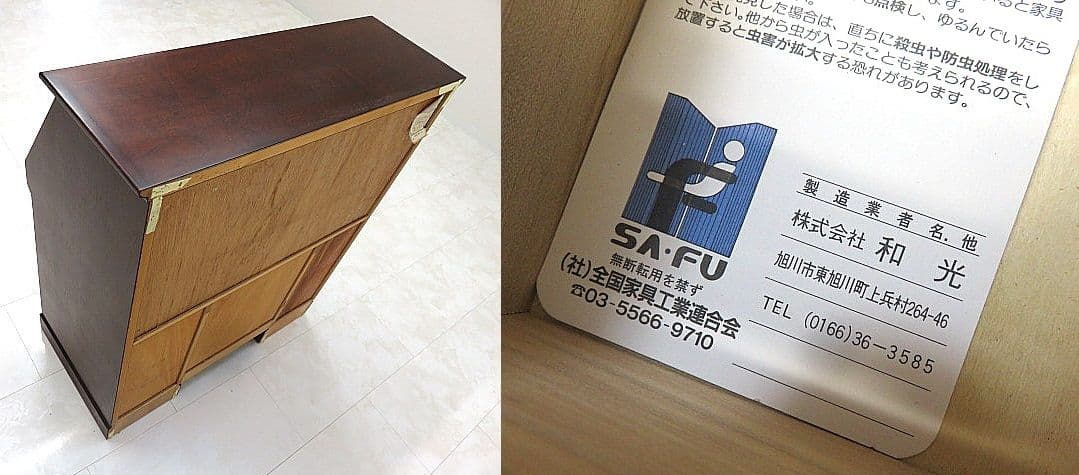 ると家具
ます。
点検し、ゆるんでいたら
した場合は、直ちに殺虫や防虫処理をし
て下さい。他から虫が入ったことも考えられるので、
放置すると虫害が拡大する恐れがあります。
SA・FU
無断転用を禁ず
(社)全国家具工業連合会
☎03-5566-9710
製造業者名.他
株式会社 和光
旭川市東旭川町上兵村264-46
TEL (0166)36-3585